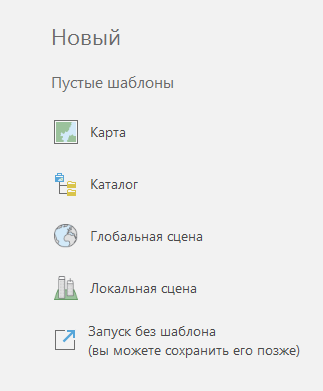 Новый
Пустые шаблоны
Карта
Каталог
Глобальная сцена
Локальная сцена
Запуск без шаблона
(вы можете сохранить его позже)